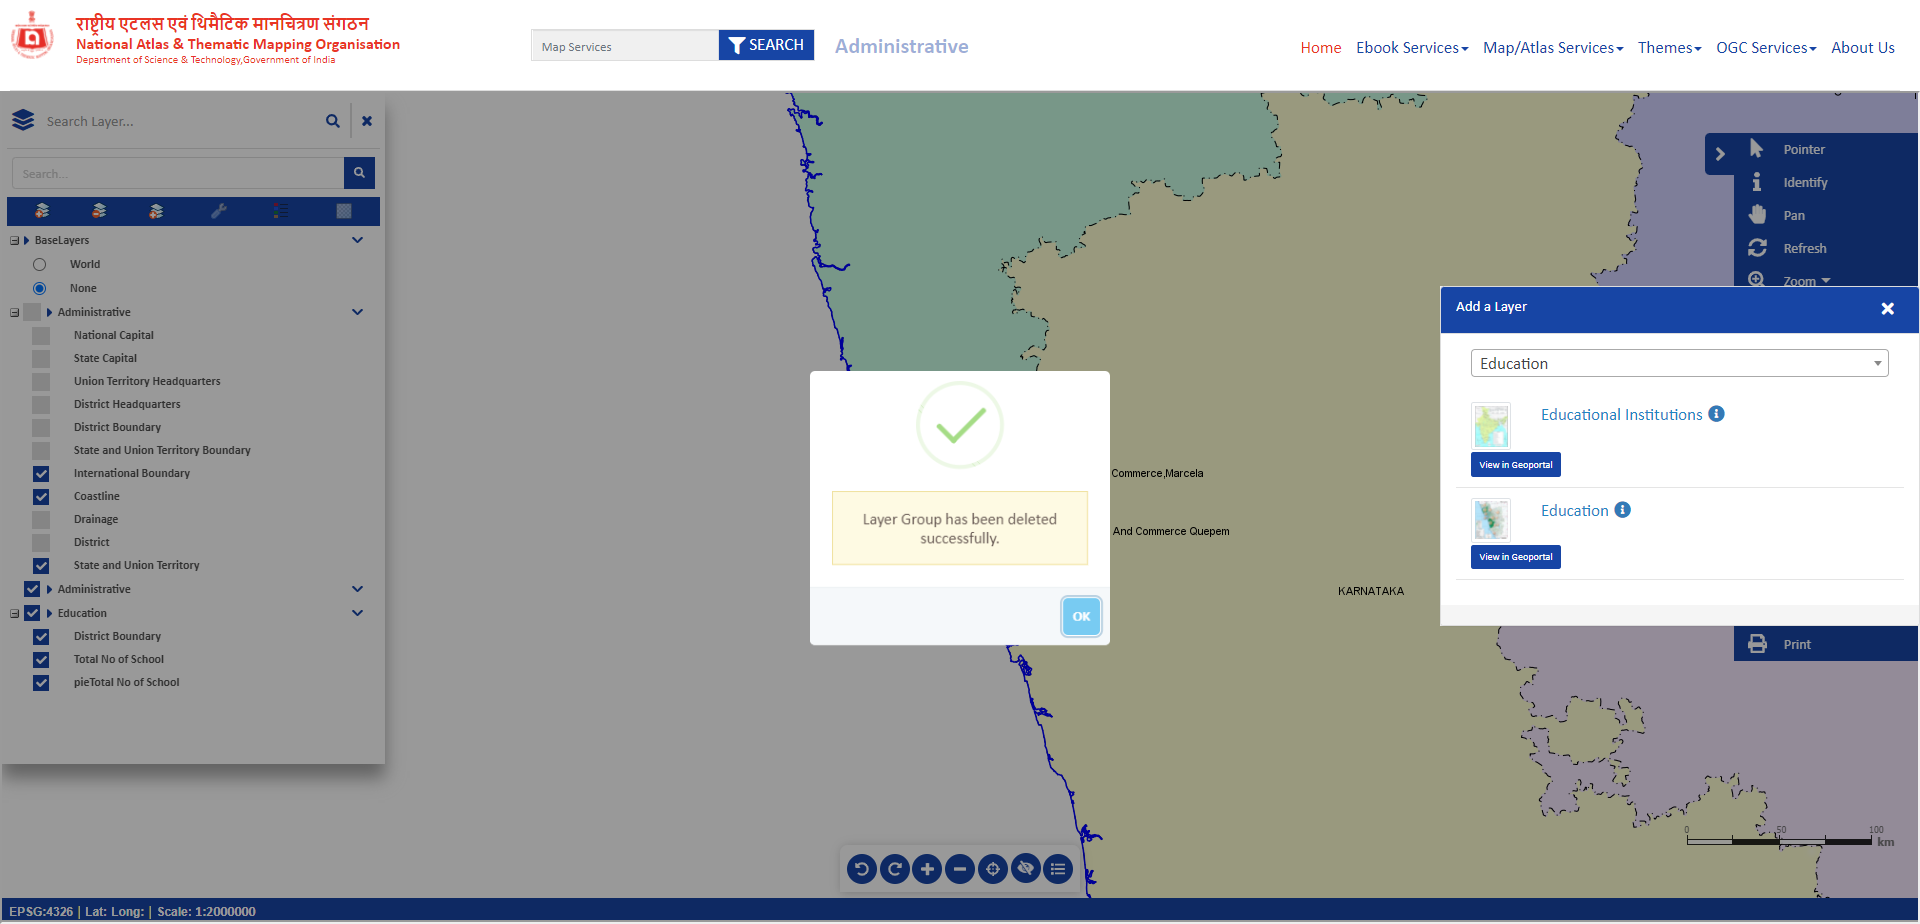 राष्ट्रीय एटलस एवं थिमैटिक मानचित्रण संगठन
National Atlas & Thematic Mapping Organisation
Department of Science & Technology,Government of India
Map Services
SEARCH
Administrative
Home
Ebook Services
Map/Atlas Services
Themes
OGC Services
About Us
Search Layer...
Search...
BaseLayers
World
None
Administrative
National Capital
State Capital
Union Territory Headquarters
District Headquarters
District Boundary
State and Union Territory Boundary
International Boundary
Coastline
Drainage
District
State and Union Territory
Administrative
Education
District Boundary
Total No of School
pieTotal No of School
Layer Group has been deleted
successfully.
OK
Commerce,Marcela
And Commerce Quepem
KARNATAKA
Pointer
Identify
Pan
Refresh
Zoom
Add a Layer
Education
Educational Institutions
View in Geoportal
Education
View in Geoportal
Print
0 50 100
km
EPSG:4326 | Lat: Long: | Scale: 1:2000000